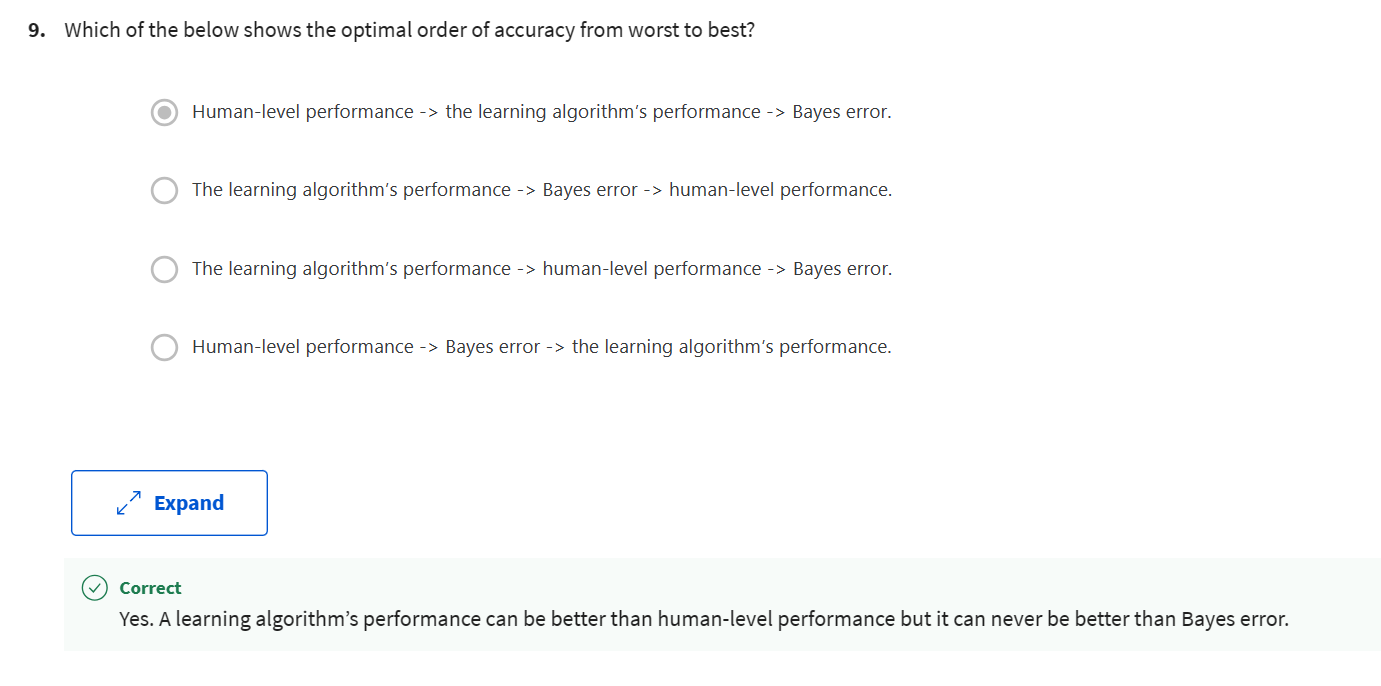 9. Which of the below shows the optimal order of accuracy from worst to best?
Human-level performance -> the learning algorithm's performance -> Bayes error.
The learning algorithm's performance -> Bayes error -> human-level performance.
The learning algorithm's performance -> human-level performance -> Bayes error.
Human-level performance -> Bayes error -> the learning algorithm's performance.
Expand
Correct
Yes. A learning algorithm’s performance can be better than human-level performance but it can never be better than Bayes error.